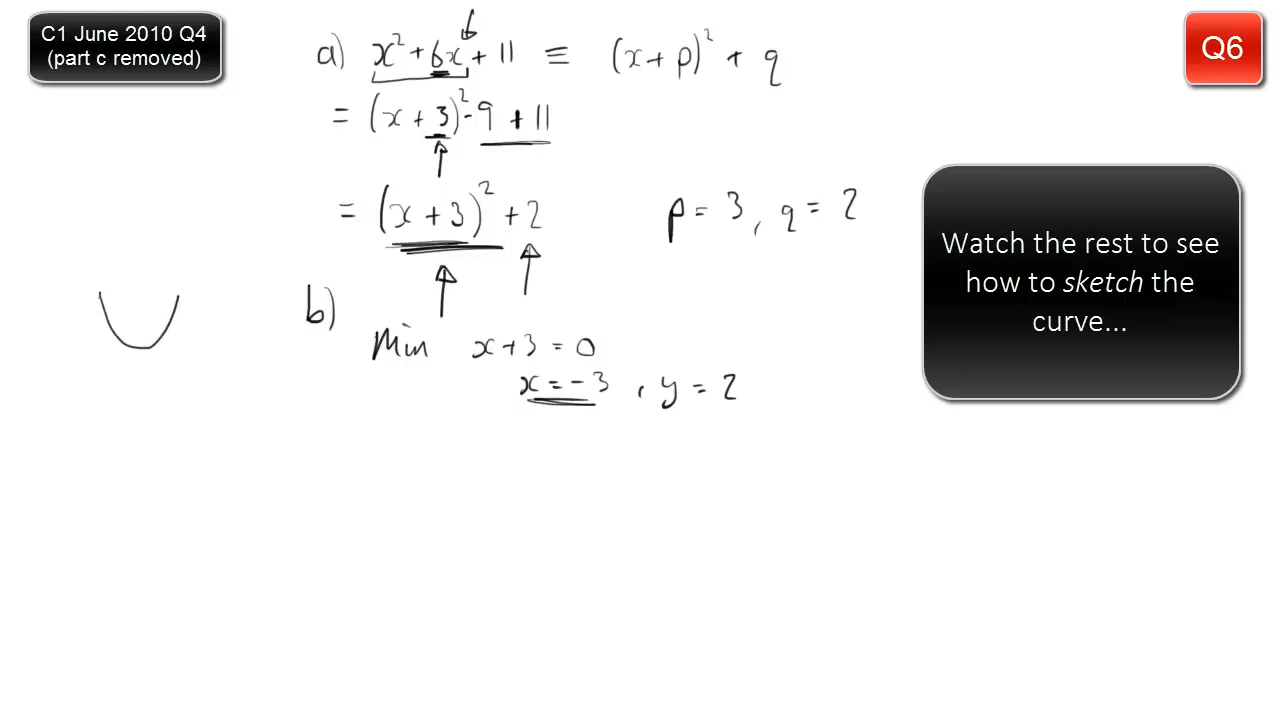 C1 June 2010 Q4
(part c removed)
a) x² + 6x + 11 ≡ (x + p)² + q
Q6
= (x + 3)² - 9 + 11
= (x + 3)² + 2
p = 3, q = 2
Watch the rest to see
how to sketch the
curve...
b)
Min x + 3 = 0
x = -3, y = 2